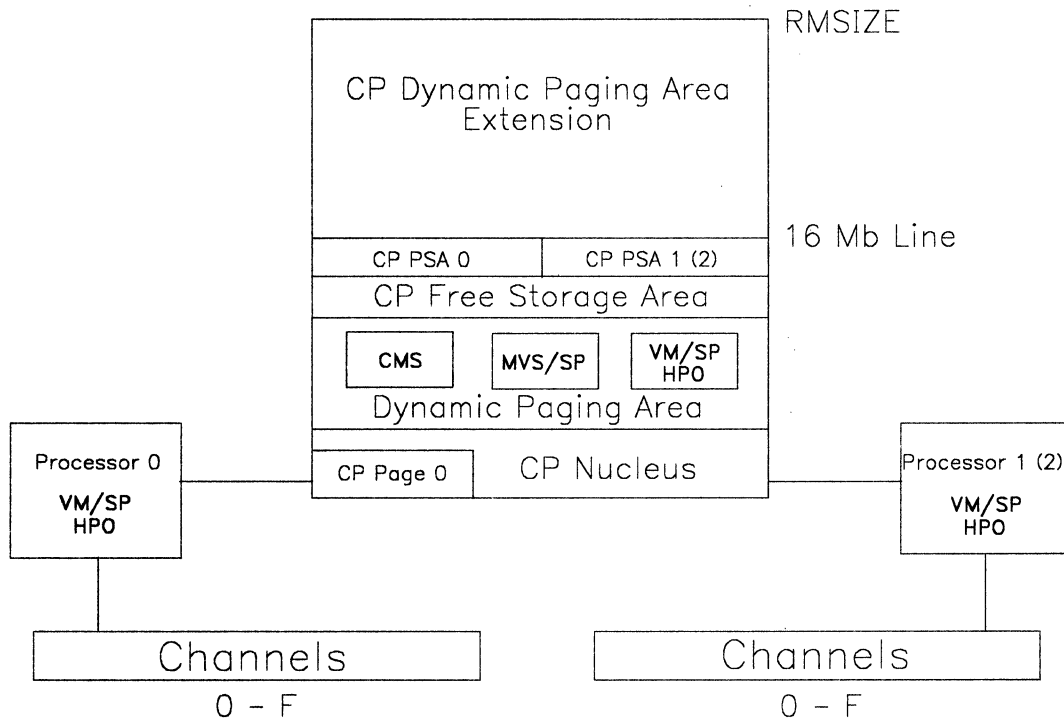 RMSIZE
CP Dynamic Paging Area
Extension
16 Mb Line
CP PSA 0
CP PSA 1 (2)
CP Free Storage Area
CMS
MVS/SP
VM/SP
HPO
Dynamic Paging Area
CP Page 0
CP Nucleus
Processor 0
VM/SP
HPO
Processor 1 (2)
VM/SP
HPO
Channels
0 - F
Channels
0 - F